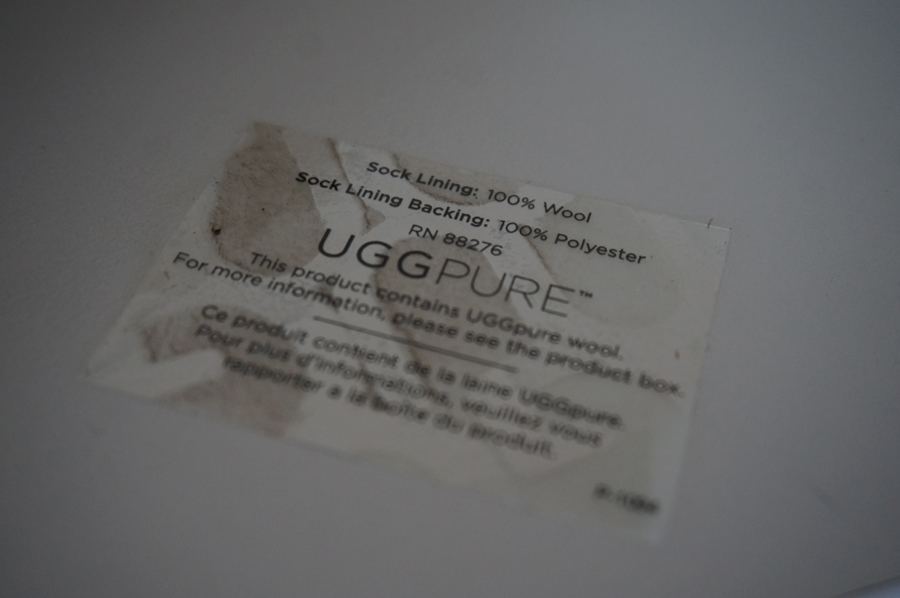 Sock Lining: 100% Wool
Sock Lining Backing: 100% Polyester
RN 88276
UGGPURE™
This product contains UGGpure wool.
For more information, please see the product box.
Ce produit contient de la laine UGGpure.
Pour plus d'informations, veuillez vous
rapporter à la boîte du produit.